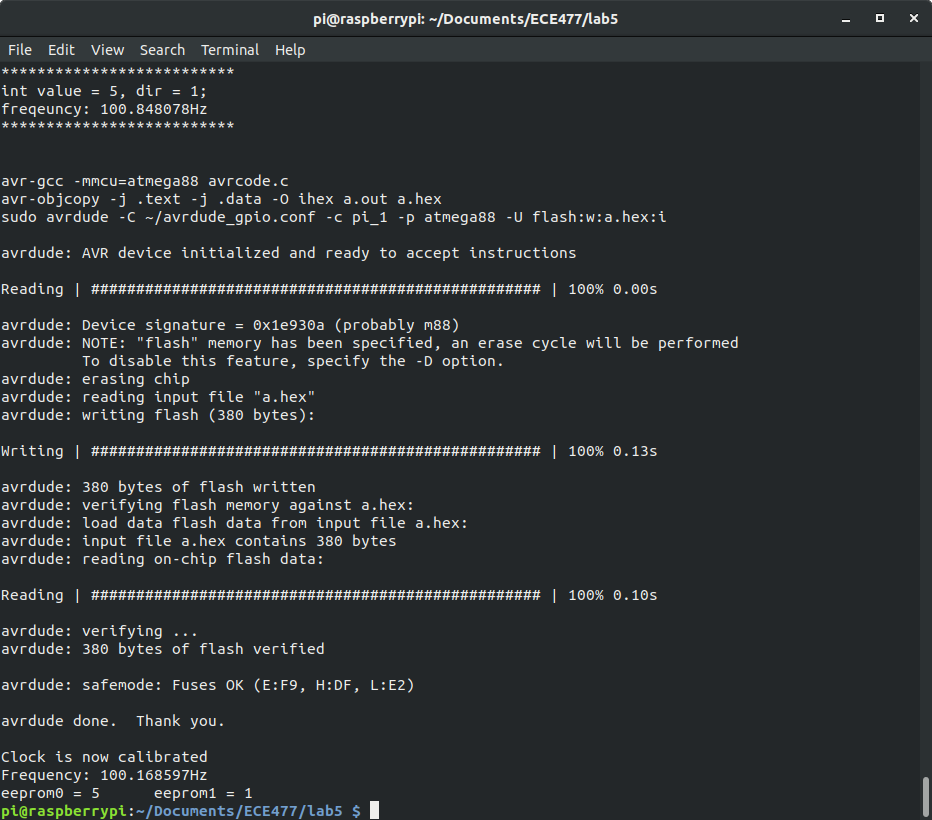 pi@raspberrypi: ~/Documents/ECE477/lab5
File Edit View Search Terminal Help
**************************
int value = 5, dir = 1;
freqeuncy: 100.848078Hz
**************************
avr-gcc -mmcu=atmega88 avrcode.c
avr-objcopy -j .text -j .data -O ihex a.out a.hex
sudo avrdude -C ~/avrdude_gpio.conf -c pi_1 -p atmega88 -U flash:w:a.hex:i
avrdude: AVR device initialized and ready to accept instructions
Reading | ################################################## | 100% 0.00s
avrdude: Device signature = 0x1e930a (probably m88)
avrdude: NOTE: "flash" memory has been specified, an erase cycle will be performed
To disable this feature, specify the -D option.
avrdude: erasing chip
avrdude: reading input file "a.hex"
avrdude: writing flash (380 bytes):
Writing | ################################################## | 100% 0.13s
avrdude: 380 bytes of flash written
avrdude: verifying flash memory against a.hex:
avrdude: load data flash data from input file a.hex:
avrdude: input file a.hex contains 380 bytes
avrdude: reading on-chip flash data:
Reading | ################################################## | 100% 0.10s
avrdude: verifying ...
avrdude: 380 bytes of flash verified
avrdude: safemode: Fuses OK (E:F9, H:DF, L:E2)
avrdude done.  Thank you.
Clock is now calibrated
Frequency: 100.168597Hz
eeprom0 = 5      eeprom1 = 1
pi@raspberrypi:~/Documents/ECE477/lab5 $